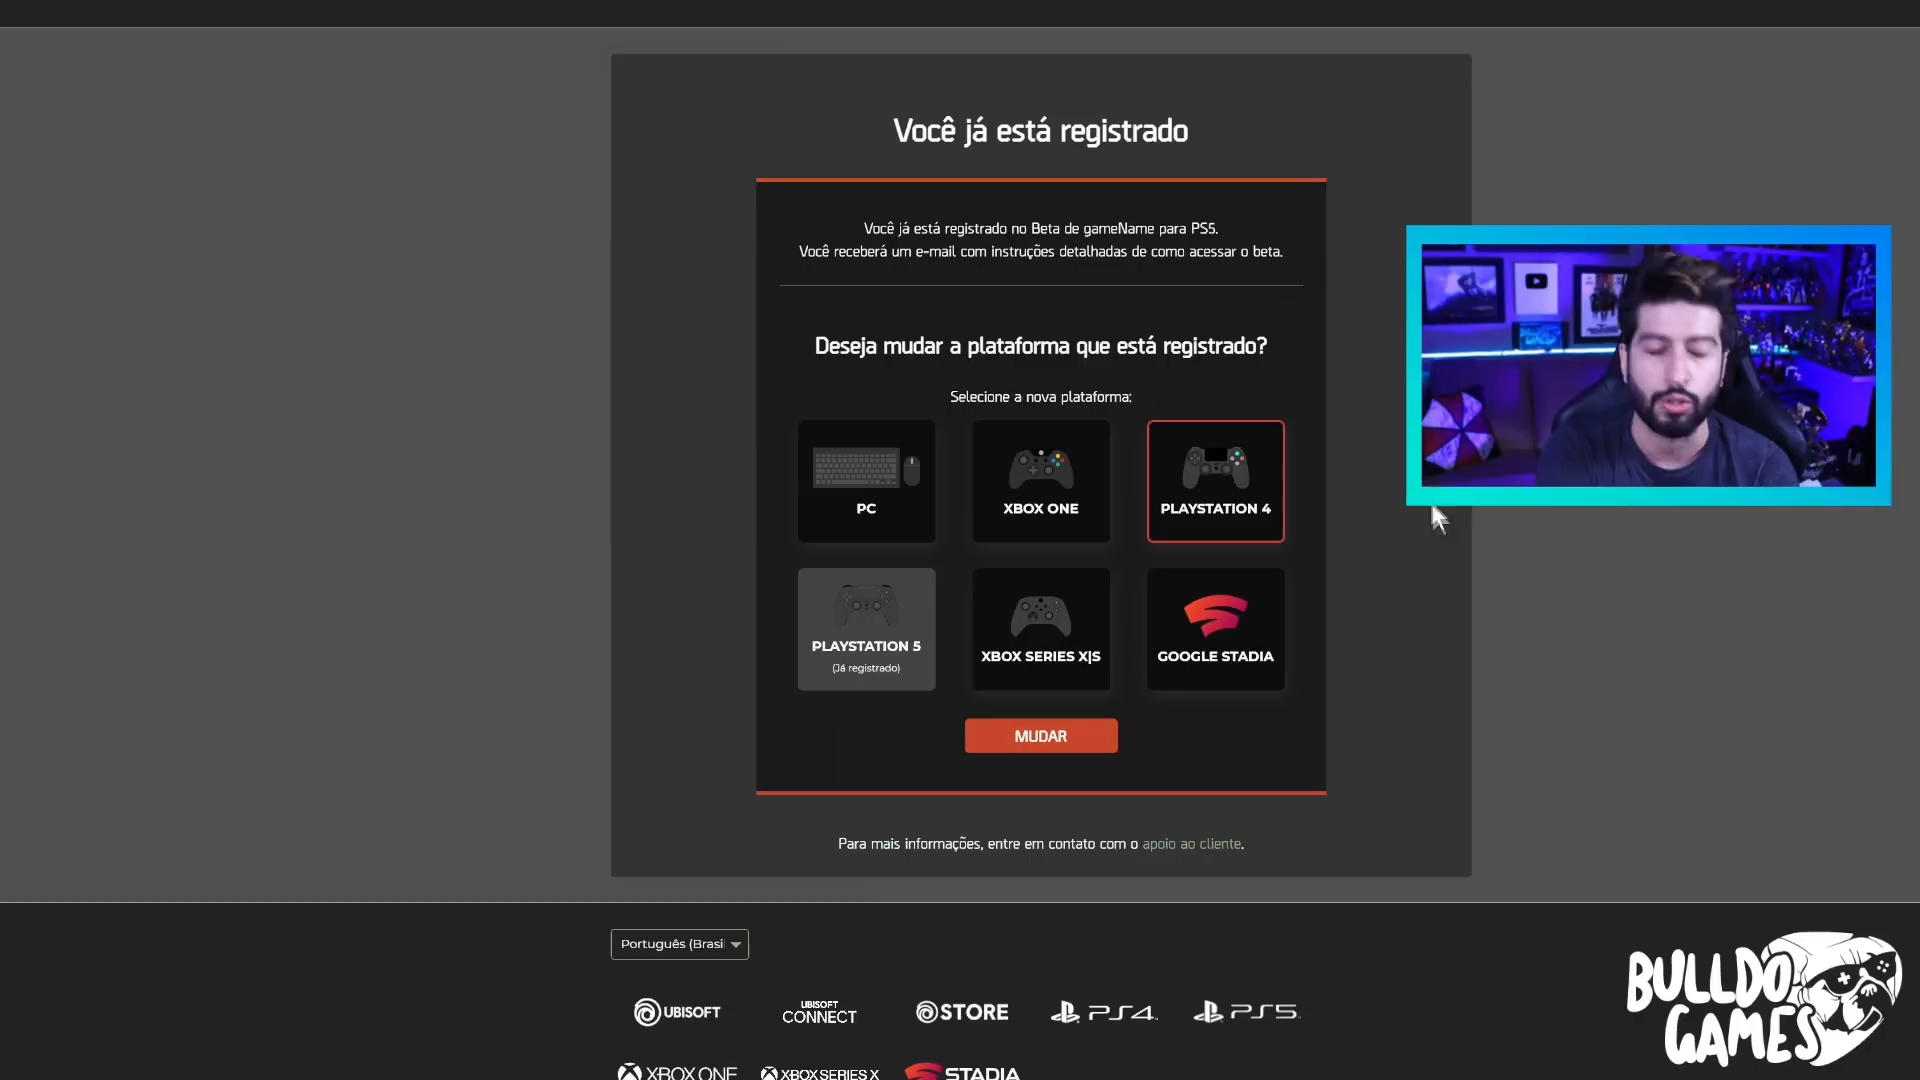 Você já está registrado
Você já está registrado no Beta de gameName para PS5.
Você receberá um e-mail com instruções detalhadas de como acessar o beta.
Deseja mudar a plataforma que está registrado?
Selecione a nova plataforma:
PC
XBOX ONE
PLAYSTATION 4
PLAYSTATION 5
(Já registrado)
XBOX SERIES X|S
GOOGLE STADIA
MUDAR
Para mais informações, entre em contato com o apoio ao cliente.
Português (Brasil
UBISOFT
UBISOFT CONNECT
STORE
PS4
PS5
XBOX ONE
XBOX SERIES X
STADIA
BULLDO
GAMES